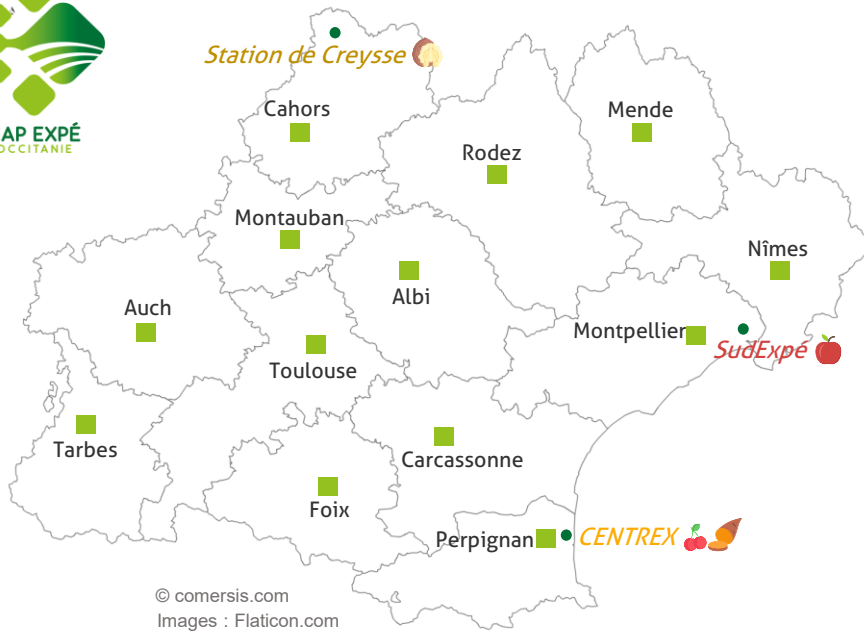 Station de Creysse
AP EXPÉ
OCCITANIE
Cahors
Mende
Rodez
Montauban
Nîmes
Albi
Auch
Montpellier
SudExpé
Toulouse
Tarbes
Carcassonne
Foix
Perpignan
CENTREX
© comersis.com
Images : Flaticon.com